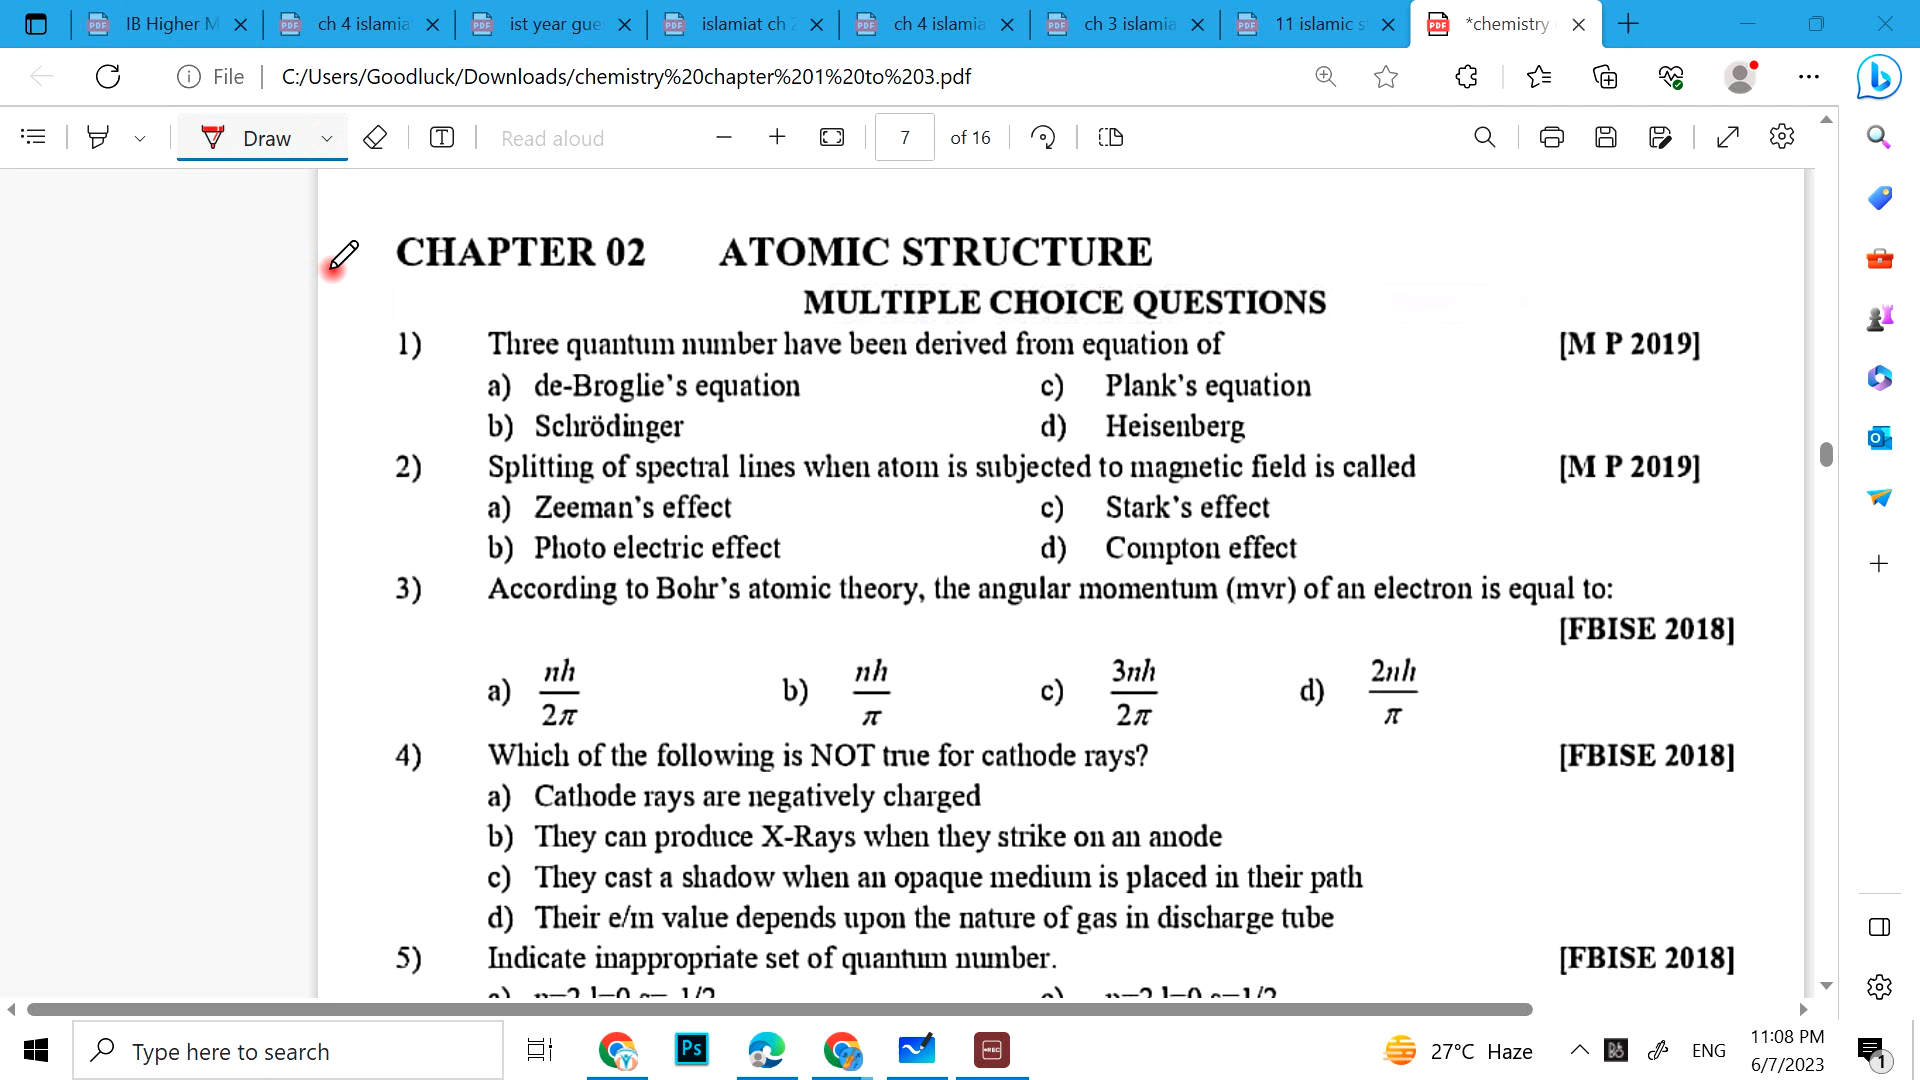 IB Higher M
ch 4 islamia
ist year gue
islamiat ch
ch 4 islamia
ch 3 islamia
11 islamic s
*chemistry
File
C:/Users/Goodluck/Downloads/chemistry%20chapter%201%20to%203.pdf
Draw
Read aloud
7 of 16
CHAPTER 02 ATOMIC STRUCTURE
MULTIPLE CHOICE QUESTIONS
1) Three quantum number have been derived from equation of [M P 2019]
a) de-Broglie's equation c) Plank's equation
b) Schrödinger d) Heisenberg
2) Splitting of spectral lines when atom is subjected to magnetic field is called [M P 2019]
a) Zeeman's effect c) Stark's effect
b) Photo electric effect d) Compton effect
3) According to Bohr's atomic theory, the angular momentum (mvr) of an electron is equal to:
[FBISE 2018]
a) nh/2π b) nh/π c) 3nh/2π d) 2nh/π
4) Which of the following is NOT true for cathode rays? [FBISE 2018]
a) Cathode rays are negatively charged
b) They can produce X-Rays when they strike on an anode
c) They cast a shadow when an opaque medium is placed in their path
d) Their e/m value depends upon the nature of gas in discharge tube
5) Indicate inappropriate set of quantum number. [FBISE 2018]
Type here to search
Ps
REC
27°C Haze
ENG
11:08 PM
6/7/2023
1